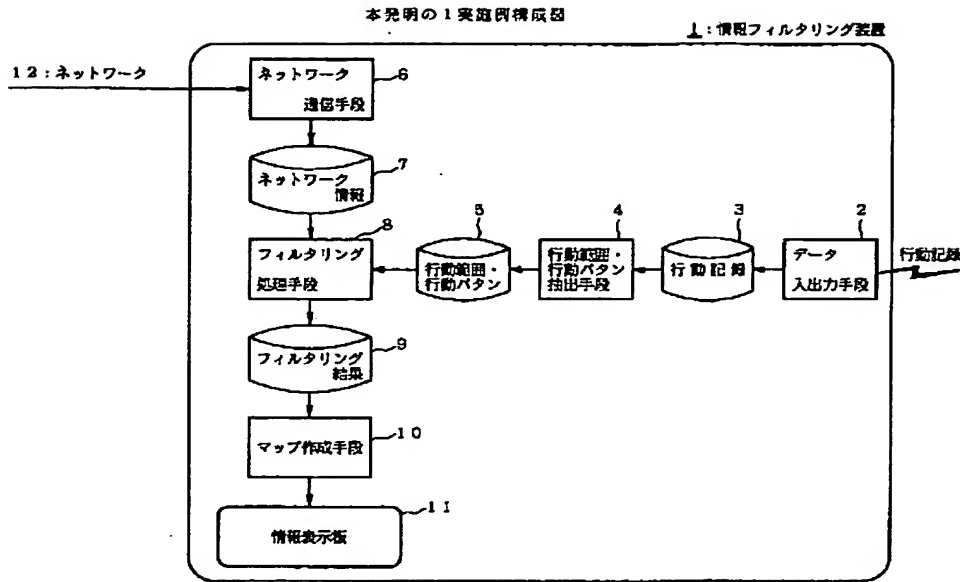 本発明の1実施例構成図
1:情報フィルタリング装置
12:ネットワーク
ネットワーク
通信手段
6
ネットワーク
情報
7
フィルタリング
処理手段
8
行動範囲・
行動パタン
5
行動範囲・
行動パタン
抽出手段
4
行動記録
3
データ
入出力手段
2
行動記録
フィルタリング
結果
9
マップ作成手段
10
情報表示板
11